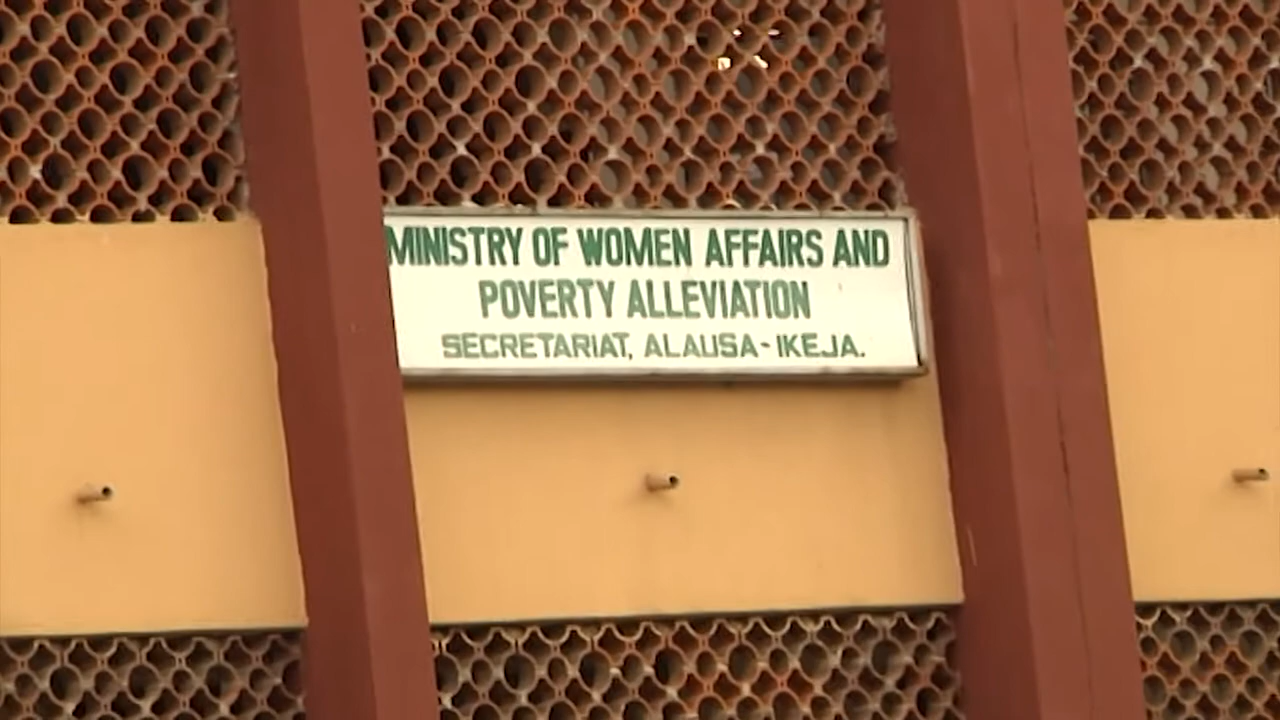 MINISTRY OF WOMEN AFFAIRS AND
POVERTY ALLEVIATION
SECRETARIAT, ALAUSA-IKEJA.